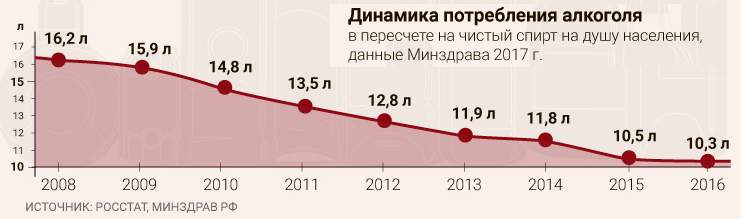 Динамика потребления алкоголя
в пересчете на чистый спирт на душу населения,
данные Минздрава 2017 г.
л
17
16
15
14
13
12
11
10
16,2 л
15,9 л
14,8 л
13,5 л
12,8 л
11,9 л
11,8 л
10,5 л
10,3 л
2008 2009 2010 2011 2012 2013 2014 2015 2016
ИСТОЧНИК: РОССТАТ, МИНЗДРАВ РФ